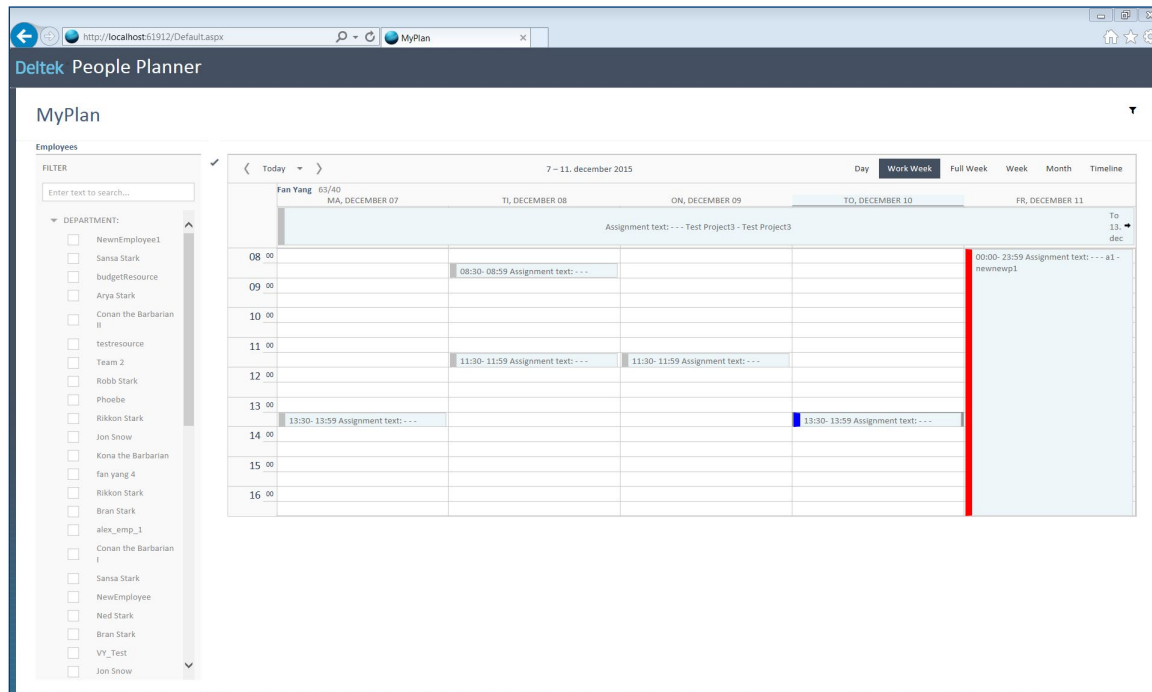 http://localhost:61912/Default.aspx
MyPlan
Deltek People Planner
MyPlan
Employees
FILTER
Enter text to search...
DEPARTMENT:
NewnEmployee1
Sansa Stark
budgetResource
Arya Stark
Conan the Barbarian
II
testresource
Team 2
Robb Stark
Phoebe
Rikkon Stark
Jon Snow
Kona the Barbarian
fan yang 4
Rikkon Stark
Bran Stark
alex_emp_1
Conan the Barbarian
I
Sansa Stark
NewEmployee
Ned Stark
Bran Stark
VY_Test
Jon Snow
Today 7 – 11. december 2015 Day Work Week Full Week Week Month Timeline
Fan Yang 63/40
MA, DECEMBER 07 TI, DECEMBER 08 ON, DECEMBER 09 TO, DECEMBER 10 FR, DECEMBER 11
Assignment text: - - - Test Project3 - Test Project3
To
13.
dec
08 00
00:00- 23:59 Assignment text: - - - a1 -
newnewp1
08:30- 08:59 Assignment text: - - -
09 00
10 00
11 00
11:30- 11:59 Assignment text: - - - 11:30- 11:59 Assignment text: - - -
12 00
13 00
13:30- 13:59 Assignment text: - - - 13:30- 13:59 Assignment text: - - -
14 00
15 00
16 00